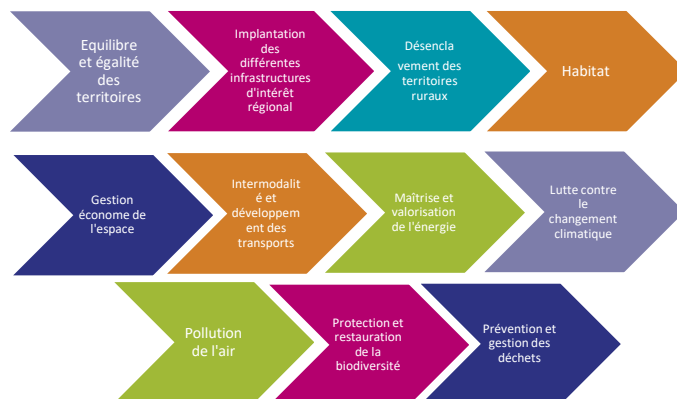 Equilibre
et égalité
des
territoires
Implantation
des
différentes
infrastructures
d'intérêt
régional
Désencla
vement des
territoires
ruraux
Habitat
Gestion
économe de
l'espace
Intermodalit
é et
développem
ent des
transports
Maîtrise et
valorisation
de l'énergie
Lutte contre
le
changement
climatique
Pollution
de l'air
Protection et
restauration
de la
biodiversité
Prévention et
gestion des
déchets